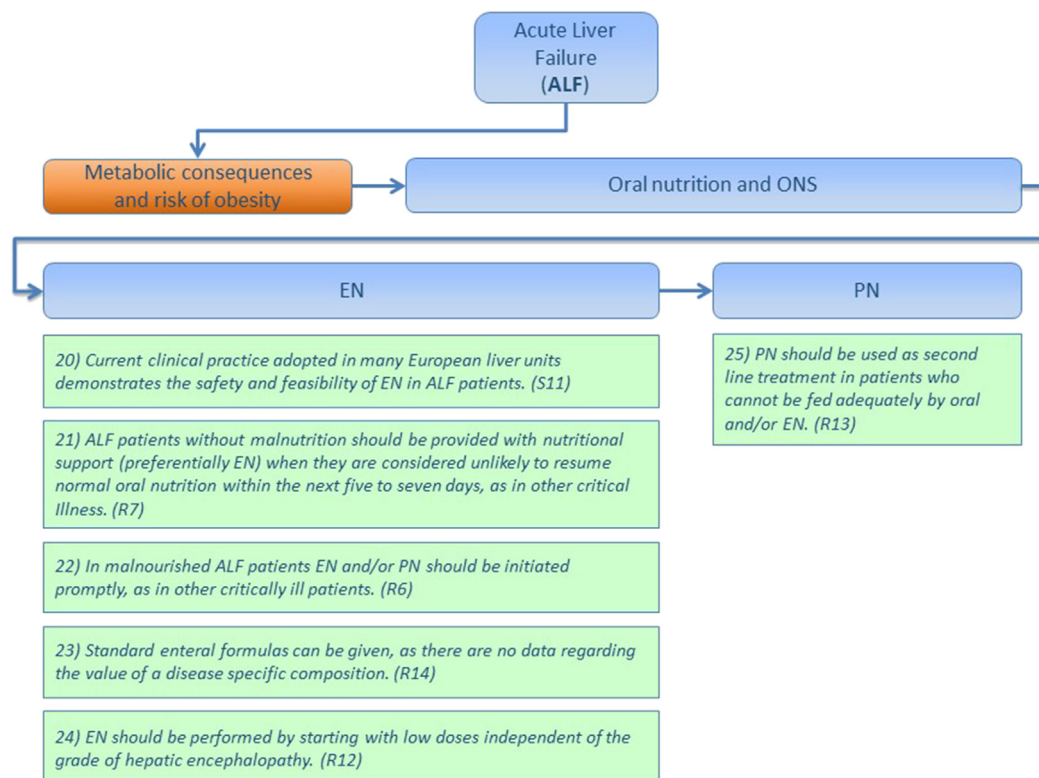 Acute Liver
Failure
(ALF)
Metabolic consequences
and risk of obesity
Oral nutrition and ONS
EN
PN
20) Current clinical practice adopted in many European liver units
demonstrates the safety and feasibility of EN in ALF patients. (S11)
21) ALF patients without malnutrition should be provided with nutritional
support (preferentially EN) when they are considered unlikely to resume
normal oral nutrition within the next five to seven days, as in other critical
Illness. (R7)
22) In malnourished ALF patients EN and/or PN should be initiated
promptly, as in other critically ill patients. (R6)
23) Standard enteral formulas can be given, as there are no data regarding
the value of a disease specific composition. (R14)
24) EN should be performed by starting with low doses independent of the
grade of hepatic encephalopathy. (R12)
25) PN should be used as second
line treatment in patients who
cannot be fed adequately by oral
and/or EN. (R13)